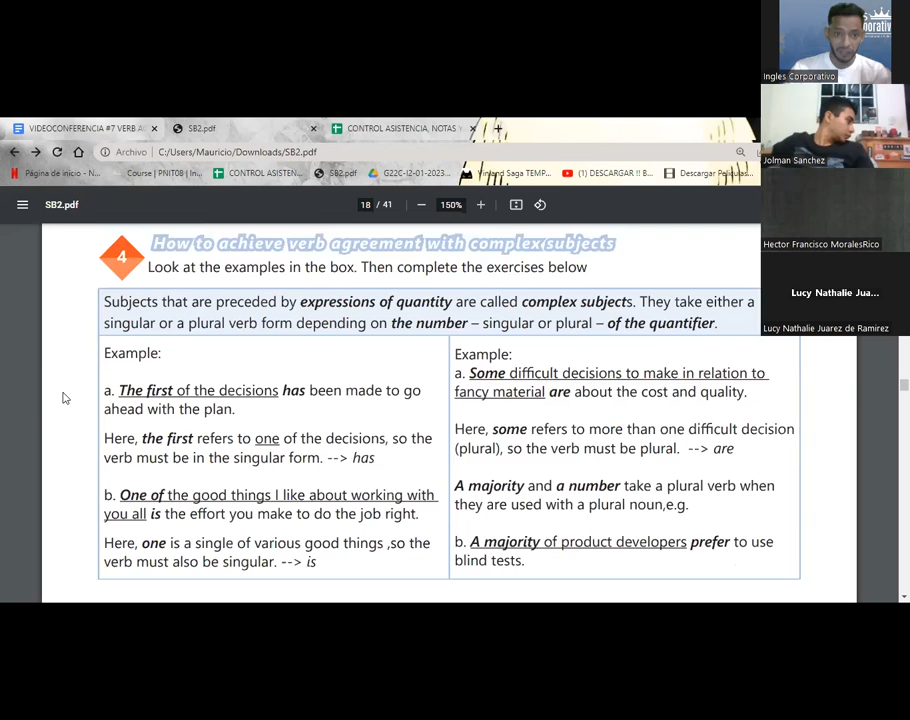 VIDEOCONFERENCIA #7 VERB A
SB2.pdf
CONTROL ASISTENCIA, NOTAS Y
Archivo
C:/Users/Mauricio/Downloads/SB2.pdf
Página de inicio - N...
Course | PNIT08 | In...
CONTROL ASISTEN...
SB2.pdf
G22C-I2-01-2023...
Vinland Saga TEMP...
(1) DESCARGAR !! B...
Descargar Peliculas...
SB2.pdf
18 / 41
150%
4
How to achieve verb agreement with complex subjects
Look at the examples in the box. Then complete the exercises below
Subjects that are preceded by expressions of quantity are called complex subjects. They take either a
singular or a plural verb form depending on the number – singular or plural – of the quantifier.
Example:
a. The first of the decisions has been made to go
ahead with the plan.
Here, the first refers to one of the decisions, so the
verb must be in the singular form. --> has
b. One of the good things I like about working with
you all is the effort you make to do the job right.
Here, one is a single of various good things ,so the
verb must also be singular. --> is
Example:
a. Some difficult decisions to make in relation to
fancy material are about the cost and quality.
Here, some refers to more than one difficult decision
(plural), so the verb must be plural. --> are
A majority and a number take a plural verb when
they are used with a plural noun,e.g.
b. A majority of product developers prefer to use
blind tests.
Ingles Corporativo
Jolman Sanchez
Hector Francisco MoralesRico
Lucy Nathalie Jua...
Lucy Nathalie Juarez de Ramirez